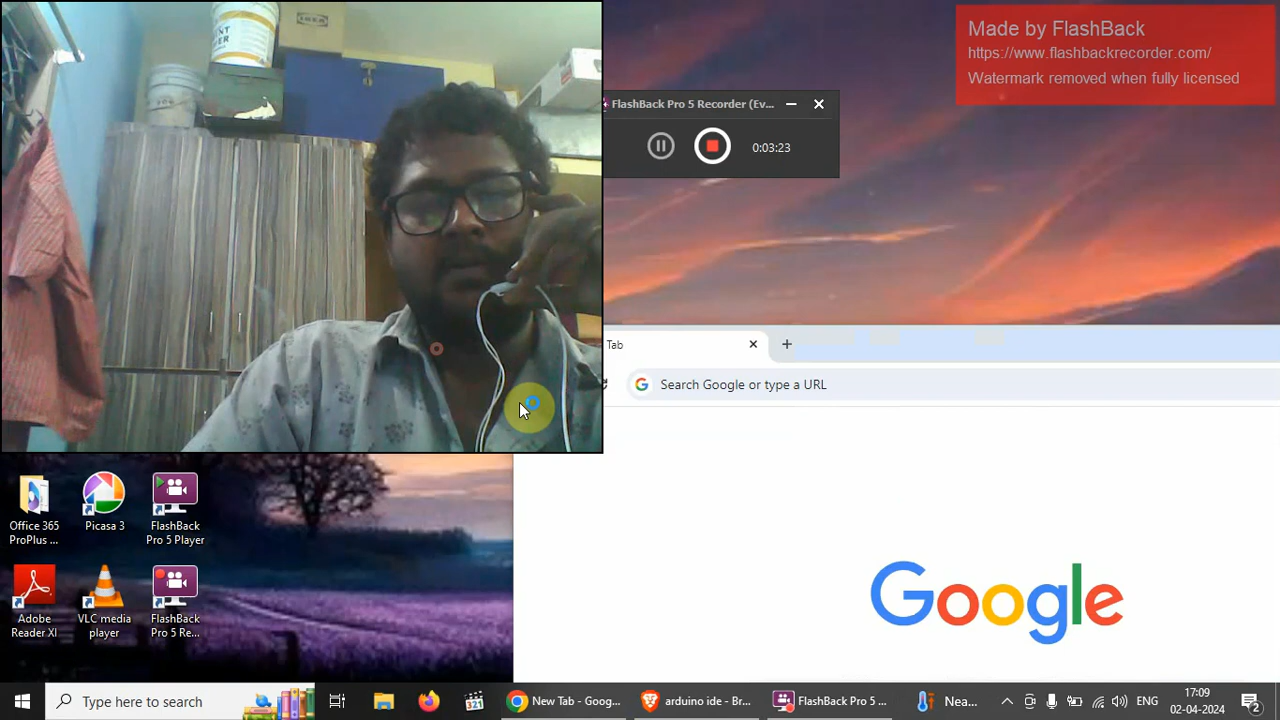 IKEA
Made by FlashBack
https://www.flashbackrecorder.com/
Watermark removed when fully licensed
FlashBack Pro 5 Recorder (Ev...
0:03:23
Tab
Search Google or type a URL
Google
Office 365
ProPlus ...
Picasa 3
FlashBack
Pro 5 Player
Adobe
Reader XI
VLC media
player
FlashBack
Pro 5 Re...
Type here to search
321
New Tab - Goog...
arduino ide - Br...
FlashBack Pro 5 ...
Nea...
ENG
17:09
02-04-2024
2